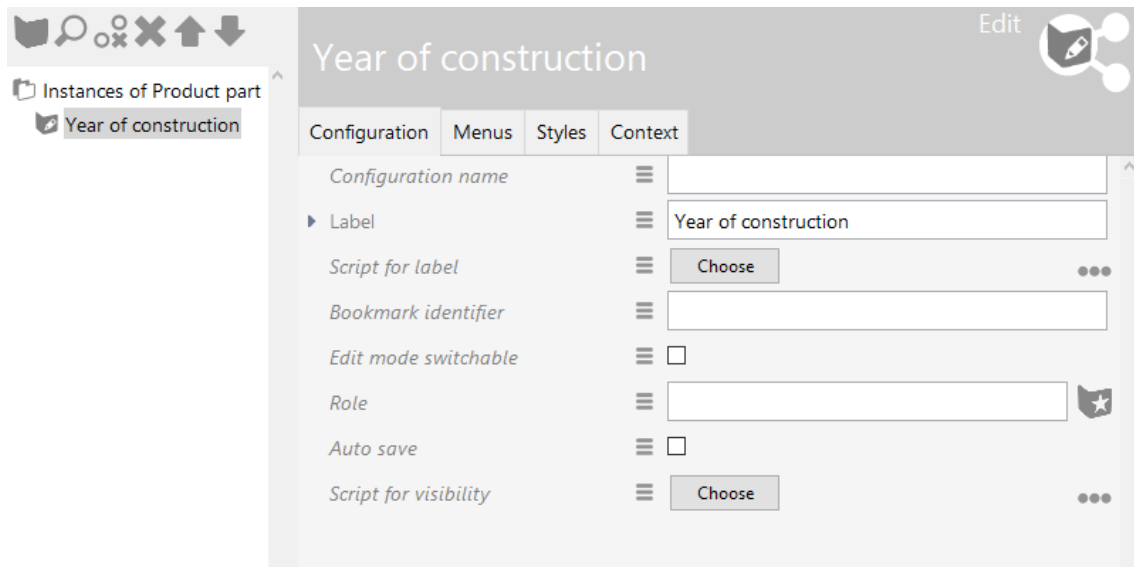 Instances of Product part
Year of construction
Edit
Year of construction
Configuration Menus Styles Context
Configuration name
Label Year of construction
Script for label Choose
Bookmark identifier
Edit mode switchable
Role
Auto save
Script for visibility Choose